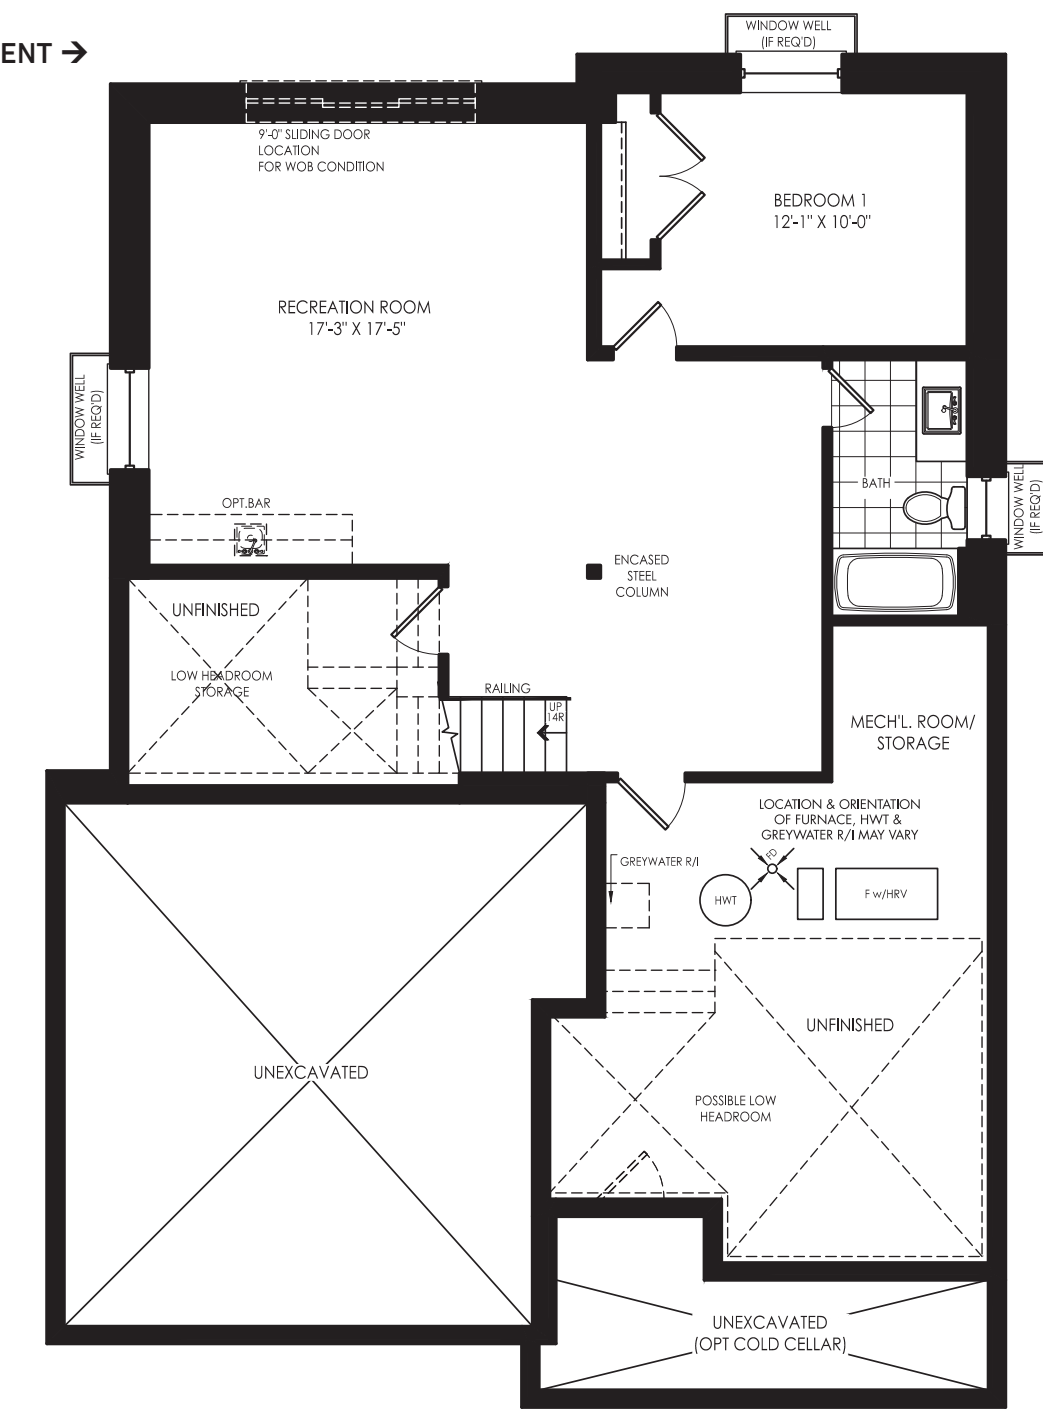 ENT →
WINDOW WELL
(IF REQ'D)
9'-0" SLIDING DOOR
LOCATION
FOR WOB CONDITION
BEDROOM 1
12'-1" X 10'-0"
RECREATION ROOM
17'-3" X 17'-5"
WINDOW WELL
(IF REQ'D)
WINDOW WELL
(IF REQ'D)
BATH
OPT.BAR
ENCASED
STEEL
COLUMN
UNFINISHED
LOW HEADROOM
STORAGE
RAILING
UP
14R
MECH'L. ROOM/
STORAGE
LOCATION & ORIENTATION
OF FURNACE, HWT &
GREYWATER R/I MAY VARY
GREYWATER R/I
FD
HWT
F w/HRV
UNFINISHED
UNEXCAVATED
POSSIBLE LOW
HEADROOM
UNEXCAVATED
(OPT COLD CELLAR)